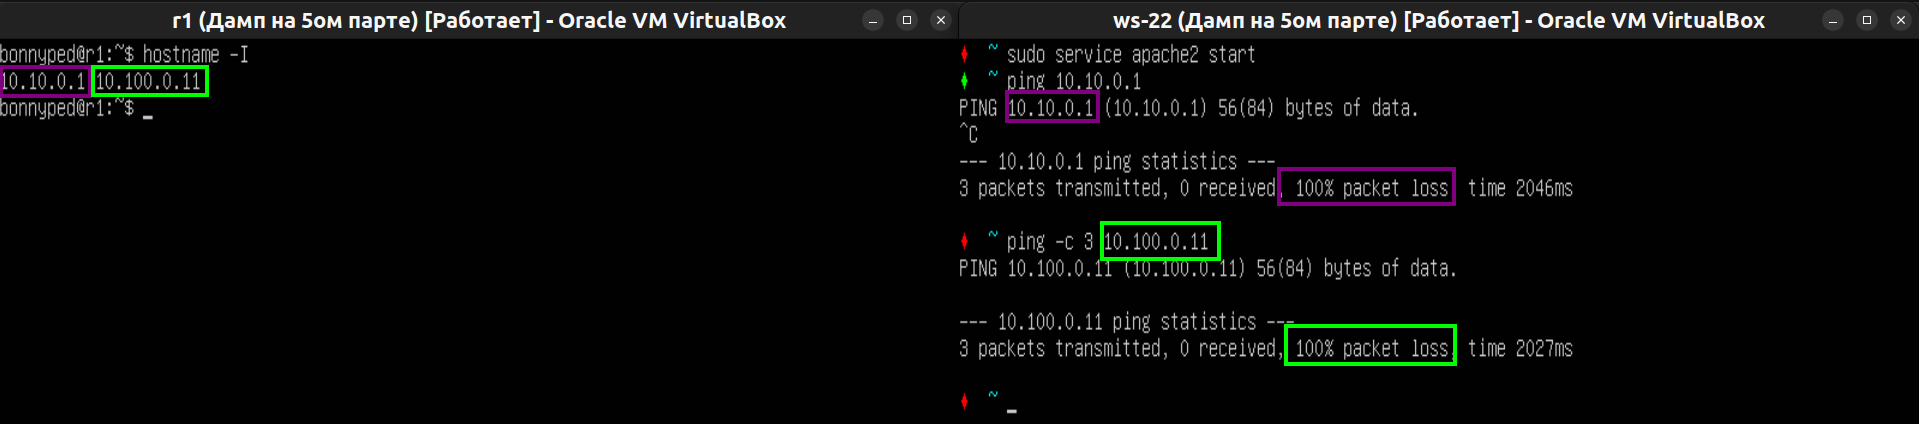 r1 (Дамп на 5ом парте) [Работает] - Oracle VM VirtualBox
bonnyped@r1:~$ hostname -I
10.10.0.1 10.100.0.11
bonnyped@r1:~$ _
ws-22 (Дамп на 5ом парте) [Работает] - Oracle VM VirtualBox
♦ ~ sudo service apache2 start
♦ ~ ping 10.10.0.1
PING 10.10.0.1 (10.10.0.1) 56(84) bytes of data.
^C
--- 10.10.0.1 ping statistics ---
3 packets transmitted, 0 received, 100% packet loss, time 2046ms
♦ ~ ping -c 3 10.100.0.11
PING 10.100.0.11 (10.100.0.11) 56(84) bytes of data.
--- 10.100.0.11 ping statistics ---
3 packets transmitted, 0 received, 100% packet loss, time 2027ms
♦ ~ _